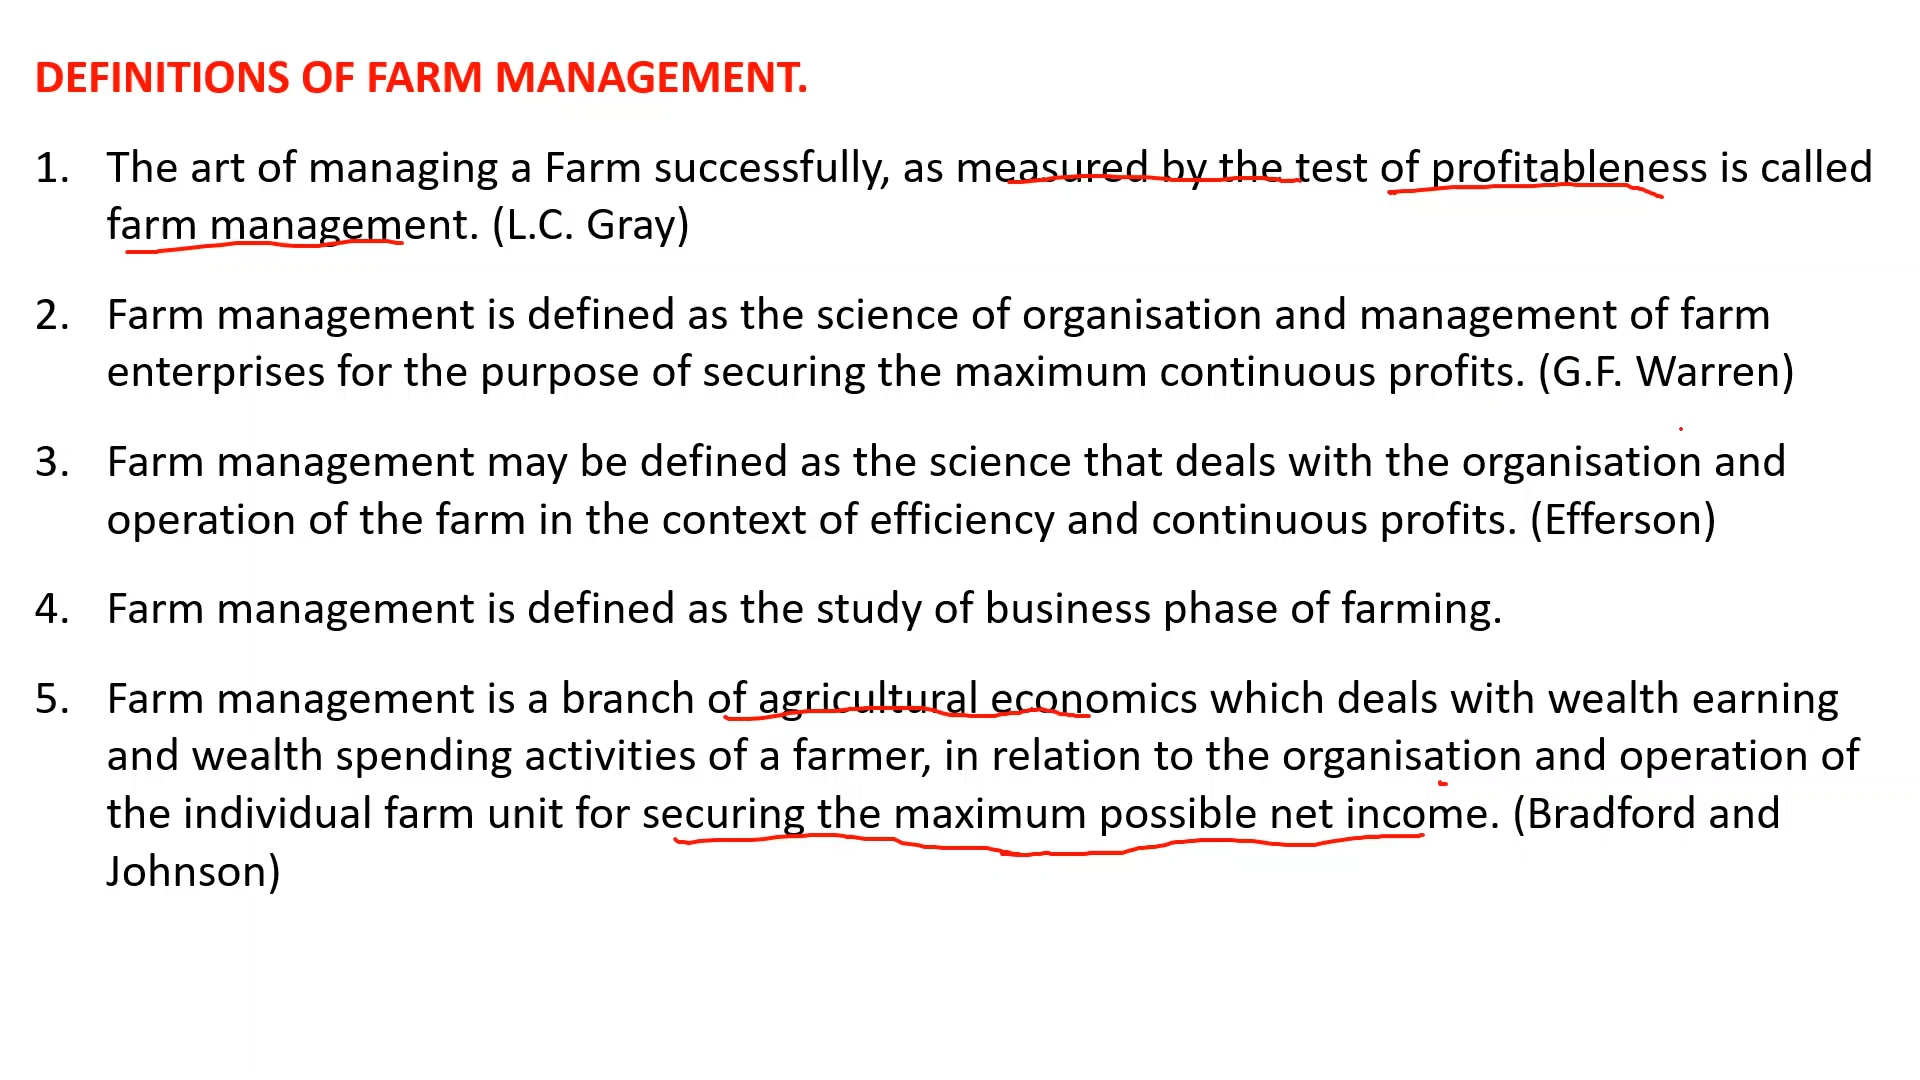 DEFINITIONS OF FARM MANAGEMENT.
1. The art of managing a Farm successfully, as measured by the test of profitableness is called
farm management. (L.C. Gray)
2. Farm management is defined as the science of organisation and management of farm
enterprises for the purpose of securing the maximum continuous profits. (G.F. Warren)
3. Farm management may be defined as the science that deals with the organisation and
operation of the farm in the context of efficiency and continuous profits. (Efferson)
4. Farm management is defined as the study of business phase of farming.
5. Farm management is a branch of agricultural economics which deals with wealth earning
and wealth spending activities of a farmer, in relation to the organisation and operation of
the individual farm unit for securing the maximum possible net income. (Bradford and
Johnson)